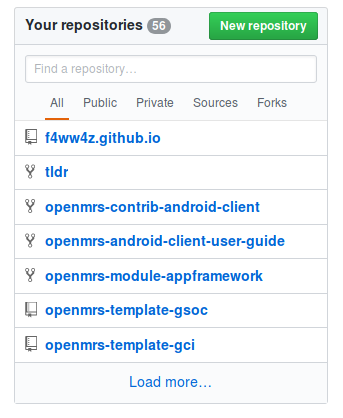 Your repositories 56 New repository
Find a repository…
All Public Private Sources Forks
f4ww4z.github.io
tldr
openmrs-contrib-android-client
openmrs-android-client-user-guide
openmrs-module-appframework
openmrs-template-gsoc
openmrs-template-gci
Load more…